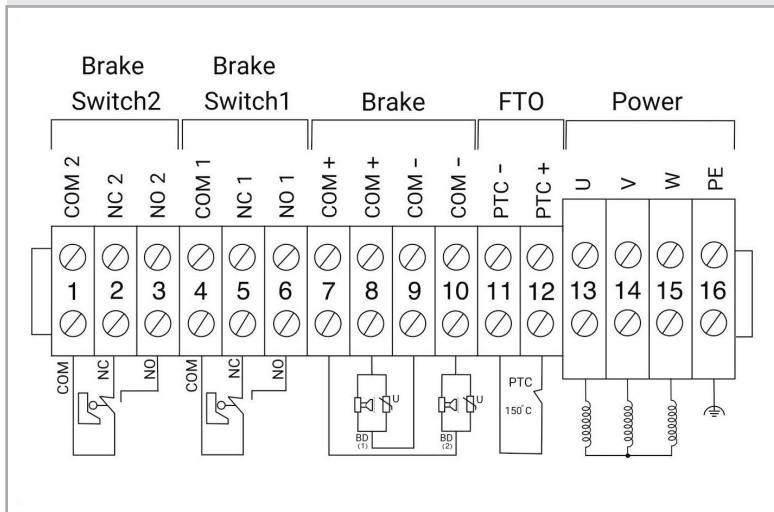 Brake Switch2
Brake Switch1
Brake
FTO
Power
COM 2
NC 2
NO 2
COM 1
NC 1
NO 1
COM +
COM +
COM -
COM -
PTC -
PTC +
U
V
W
PE
1 2 3 4 5 6 7 8 9 10 11 12 13 14 15 16
COM
NC
NO
COM
NC
NO
U
BD
(1)
U
BD
(2)
PTC
150°C